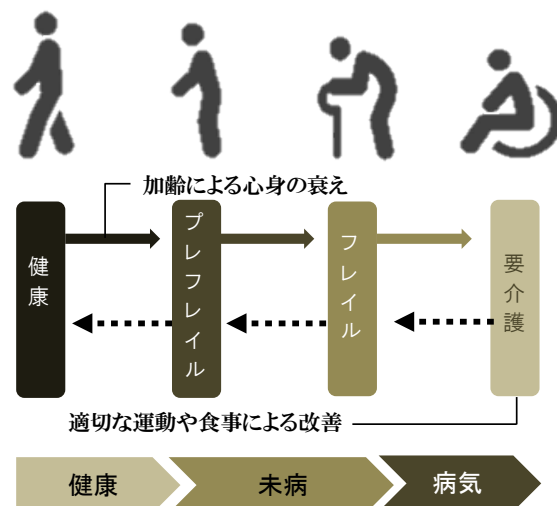 加齢による心身の衰え
健康
プレフレイル
フレイル
要介護
適切な運動や食事による改善
健康
未病
病気